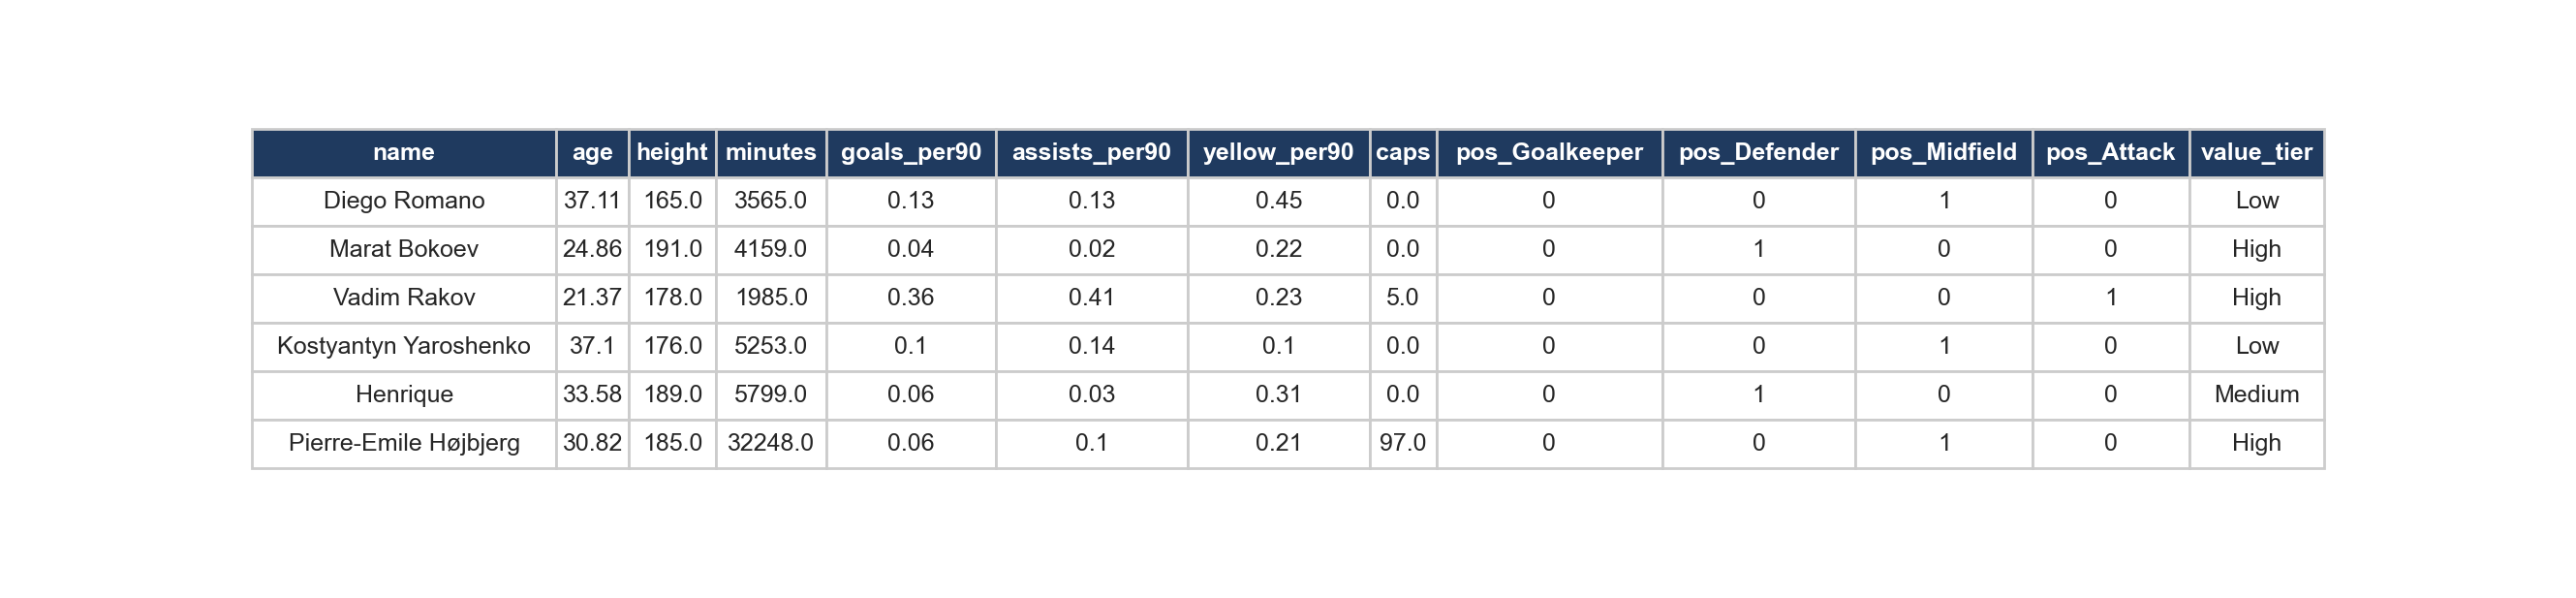 name age height minutes goals_per90 assists_per90 yellow_per90 caps pos_Goalkeeper pos_Defender pos_Midfield pos_Attack value_tier
Diego Romano 37.11 165.0 3565.0 0.13 0.13 0.45 0.0 0 0 1 0 Low
Marat Bokoev 24.86 191.0 4159.0 0.04 0.02 0.22 0.0 0 1 0 0 High
Vadim Rakov 21.37 178.0 1985.0 0.36 0.41 0.23 5.0 0 0 0 1 High
Kostyantyn Yaroshenko 37.1 176.0 5253.0 0.1 0.14 0.1 0.0 0 0 1 0 Low
Henrique 33.58 189.0 5799.0 0.06 0.03 0.31 0.0 0 1 0 0 Medium
Pierre-Emile Højbjerg 30.82 185.0 32248.0 0.06 0.1 0.21 97.0 0 0 1 0 High